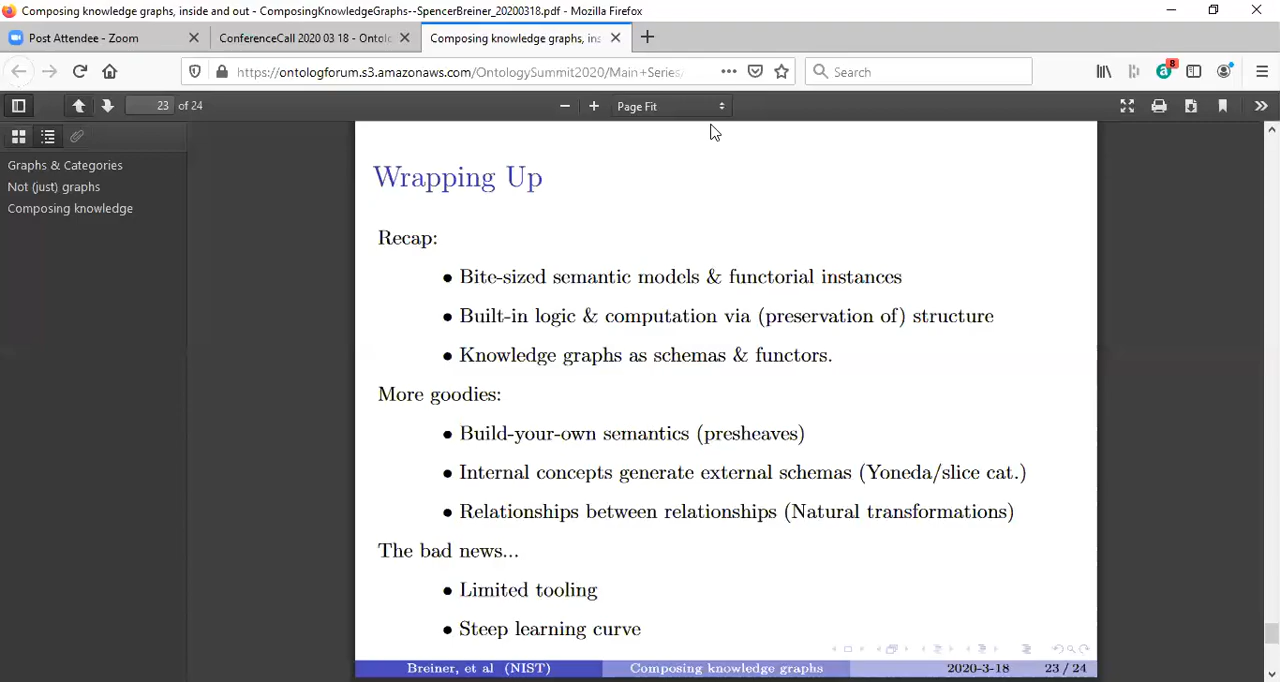 Composing knowledge graphs, inside and out - ComposingKnowledgeGraphs--SpencerBreiner_20200318.pdf - Mozilla Firefox
Post Attendee - Zoom
ConferenceCall 2020 03 18 - Ontolo
Composing knowledge graphs, ins
https://ontologforum.s3.amazonaws.com/OntologySummit2020/Main+Series/
Search
8
23 of 24
Page Fit
Graphs & Categories
Not (just) graphs
Composing knowledge
Wrapping Up
Recap:
• Bite-sized semantic models & functorial instances
• Built-in logic & computation via (preservation of) structure
• Knowledge graphs as schemas & functors.
More goodies:
• Build-your-own semantics (presheaves)
• Internal concepts generate external schemas (Yoneda/slice cat.)
• Relationships between relationships (Natural transformations)
The bad news...
• Limited tooling
• Steep learning curve
Breiner, et al (NIST) Composing knowledge graphs 2020-3-18 23 / 24